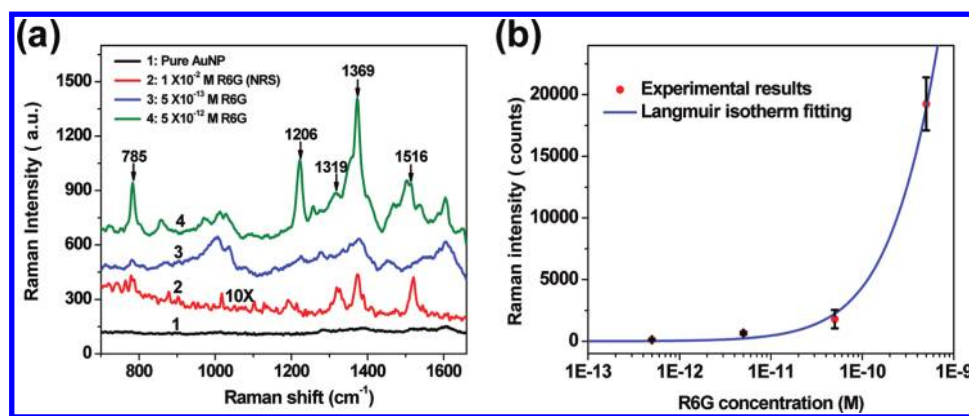 (a)
1: Pure AuNP
2: 1 X10-2 M R6G (NRS)
3: 5 X10-13 M R6G
4: 5 X10-12 M R6G
1500
1200
900
600
300
0
Raman Intensity ( a.u.)
785
1206
1319
1369
1516
4
3
2
10X
1
800
1000
1200
1400
1600
Raman shift (cm-1)
(b)
Experimental results
Langmuir isotherm fitting
20000
15000
10000
5000
0
Raman intensity ( counts)
1E-13
1E-12
1E-11
1E-10
1E-9
R6G concentration (M)